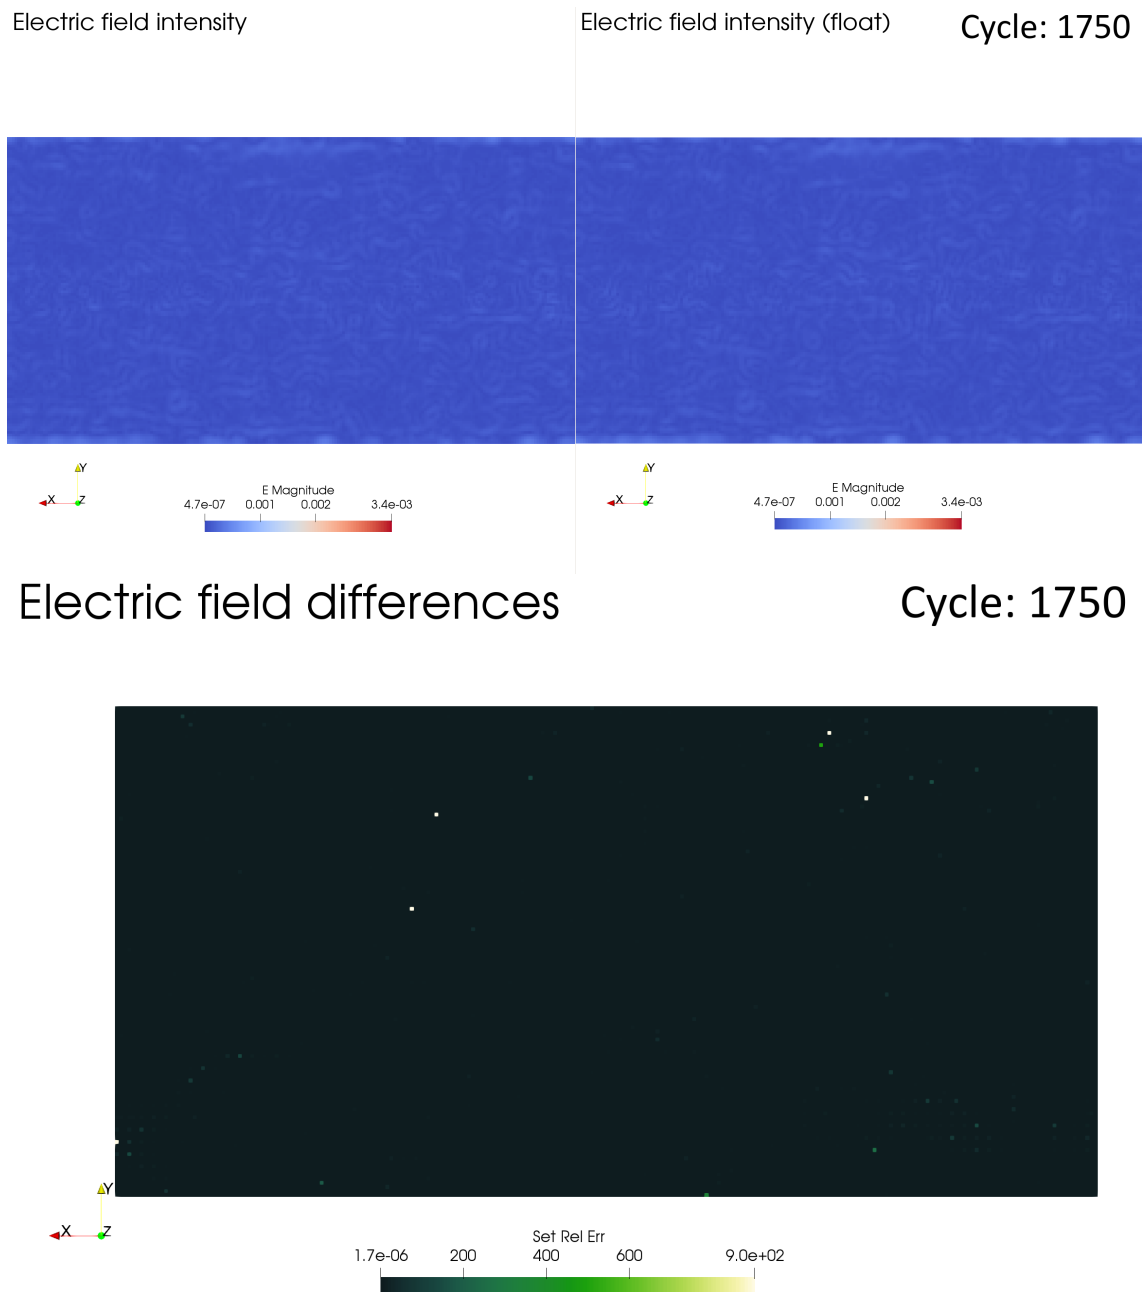 Electric field intensity
Electric field intensity (float)
Cycle: 1750
Y
X
Z
E Magnitude
4.7e-07 0.001 0.002 3.4e-03
Y
X
Z
E Magnitude
4.7e-07 0.001 0.002 3.4e-03
Electric field differences
Cycle: 1750
Y
X
Z
Set Rel Err
1.7e-06 200 400 600 9.0e+02